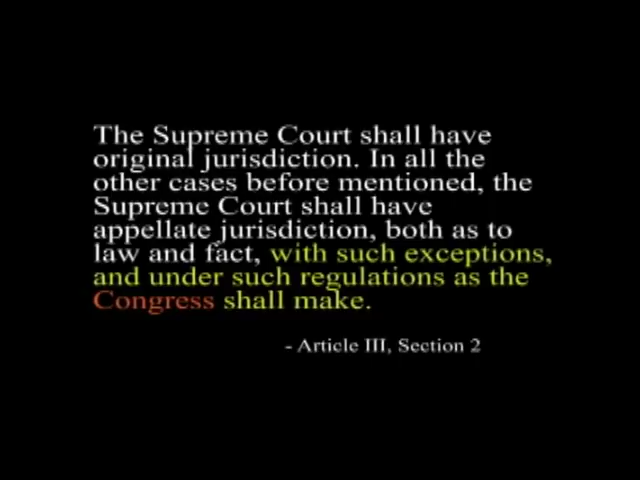 The Supreme Court shall have
original jurisdiction. In all the
other cases before mentioned, the
Supreme Court shall have
appellate jurisdiction, both as to
law and fact, with such exceptions,
and under such regulations as the
Congress shall make.
- Article III, Section 2